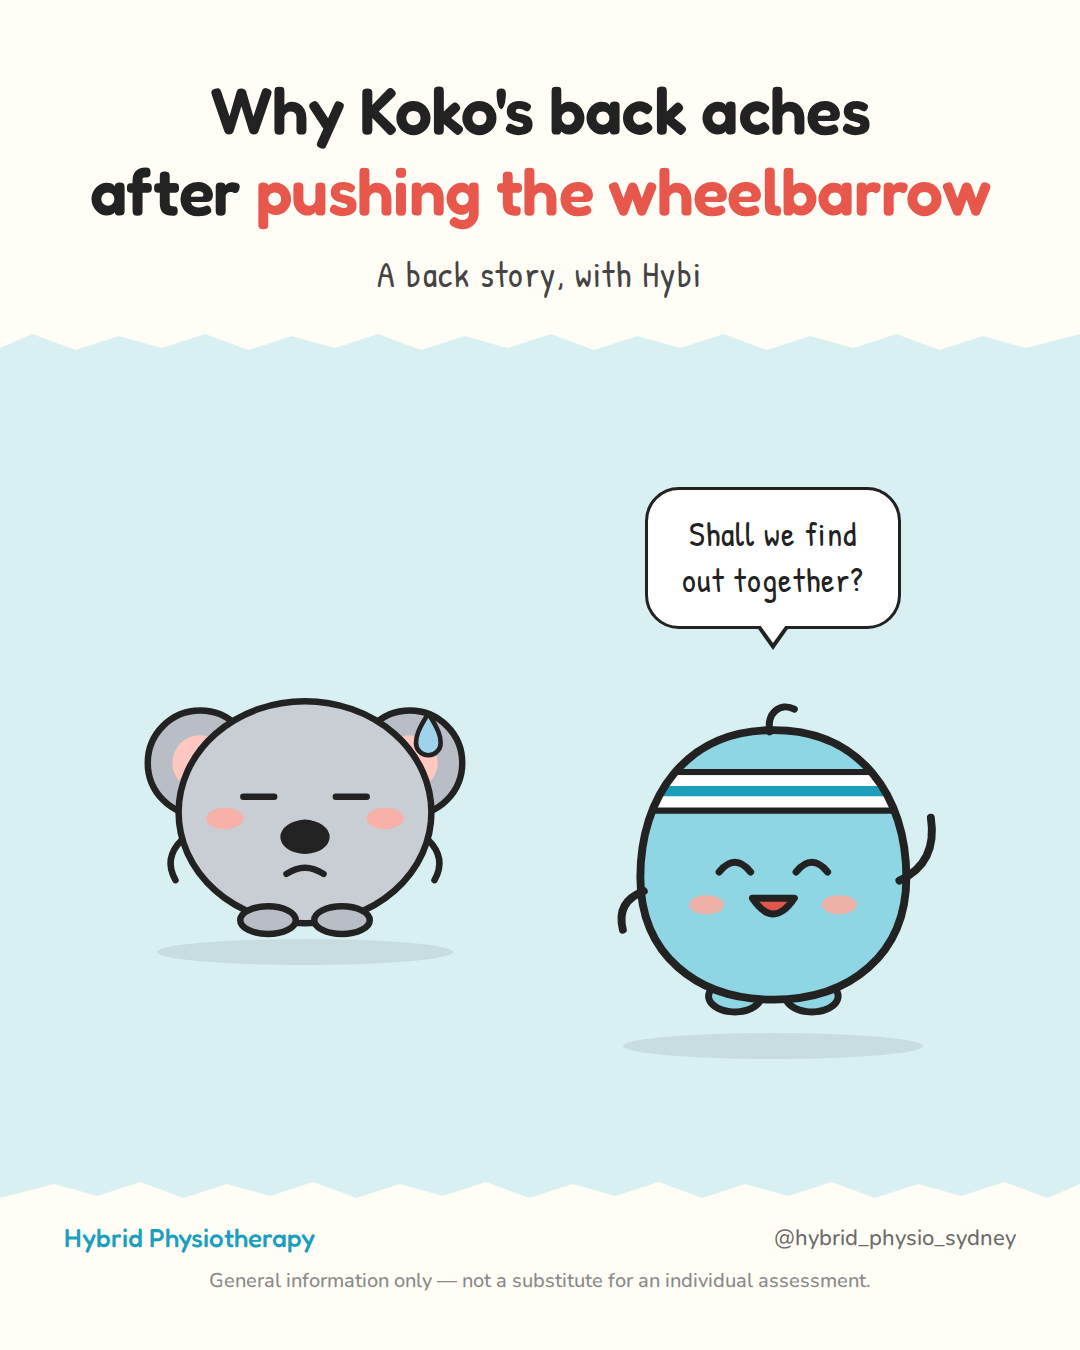 Why Koko's back aches
after pushing the wheelbarrow
A back story, with Hybi
Shall we find
out together?
Hybrid Physiotherapy
@hybrid_physio_sydney
General information only — not a substitute for an individual assessment.